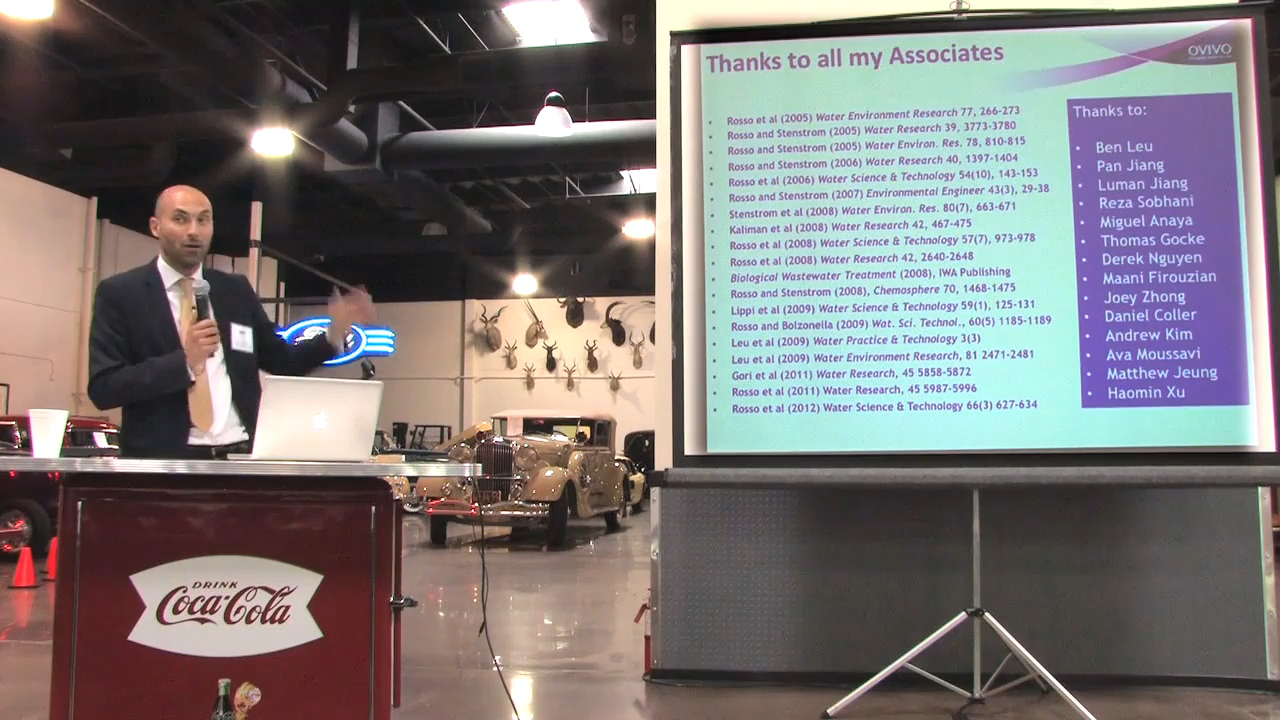 Thanks to all my Associates
OVIVO
Rosso et al (2005) Water Environment Research 77, 266-273
Rosso and Stenstrom (2005) Water Research 39, 3773-3780
Rosso and Stenstrom (2005) Water Environ. Res. 78, 810-815
Rosso and Stenstrom (2006) Water Research 40, 1397-1404
Rosso et al (2006) Water Science & Technology 54(10), 143-153
Rosso and Stenstrom (2007) Environmental Engineer 43(3), 29-38
Stenstrom et al (2008) Water Environ. Res. 80(7), 663-671
Kaliman et al (2008) Water Research 42, 467-475
Rosso et al (2008) Water Science & Technology 57(7), 973-978
Rosso et al (2008) Water Research 42, 2640-2648
Biological Wastewater Treatment (2008), IWA Publishing
Rosso and Stenstrom (2008), Chemosphere 70, 1468-1475
Lippi et al (2009) Water Science & Technology 59(1), 125-131
Rosso and Bolzonella (2009) Wat. Sci. Technol., 60(5) 1185-1189
Leu et al (2009) Water Practice & Technology 3(3)
Leu et al (2009) Water Environment Research, 81 2471-2481
Gori et al (2011) Water Research, 45 5858-5872
Rosso et al (2011) Water Research, 45 5987-5996
Rosso et al (2012) Water Science & Technology 66(3) 627-634
Thanks to:
Ben Leu
Pan Jiang
Luman Jiang
Reza Sobhani
Miguel Anaya
Thomas Gocke
Derek Nguyen
Maani Firouzian
Joey Zhong
Daniel Coller
Andrew Kim
Ava Moussavi
Matthew Jeung
Haomin Xu
DRINK
Coca-Cola